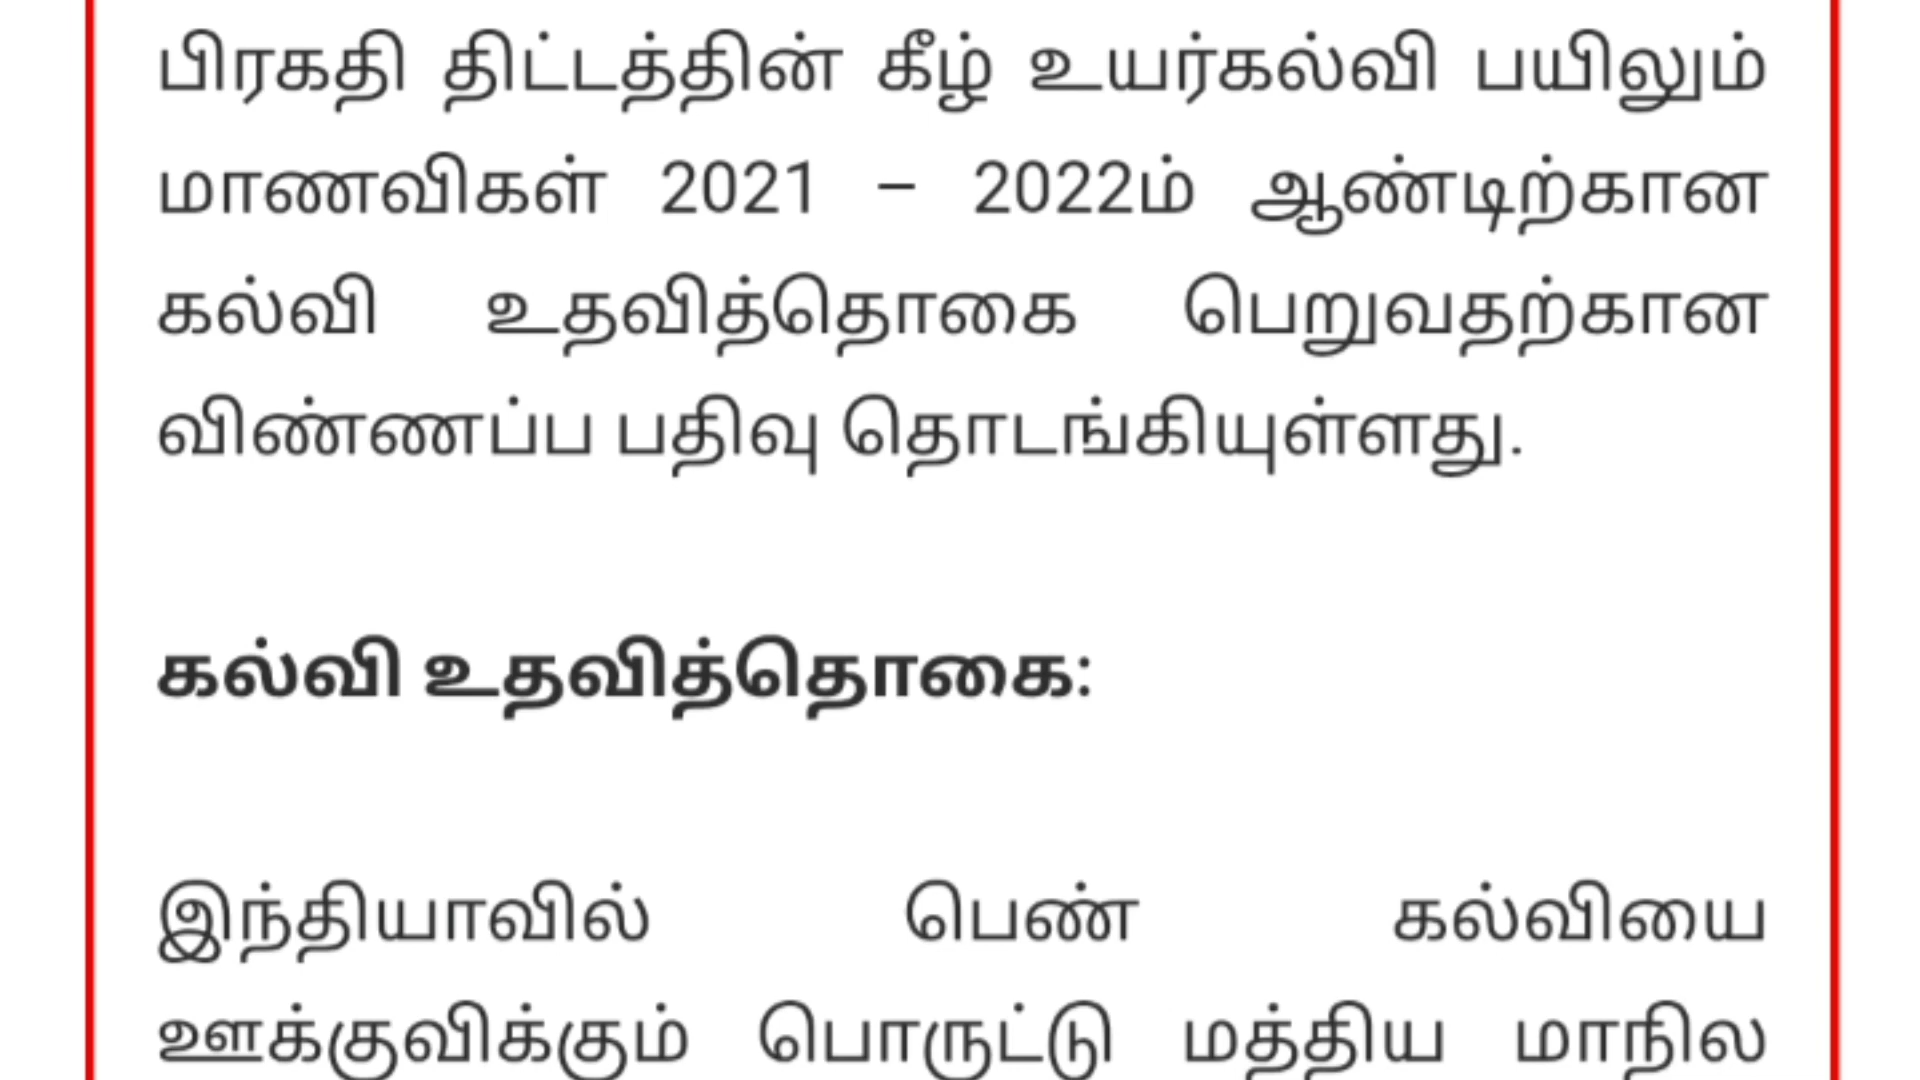 பிரகதி திட்டத்தின் கீழ் உயர்கல்வி பயிலும்
மாணவிகள் 2021 – 2022ம் ஆண்டிற்கான
கல்வி உதவித்தொகை பெறுவதற்கான
விண்ணப்ப பதிவு தொடங்கியுள்ளது.
கல்வி உதவித்தொகை:
இந்தியாவில் பெண் கல்வியை
ஊக்குவிக்கும் பொருட்டு மத்திய மாநில